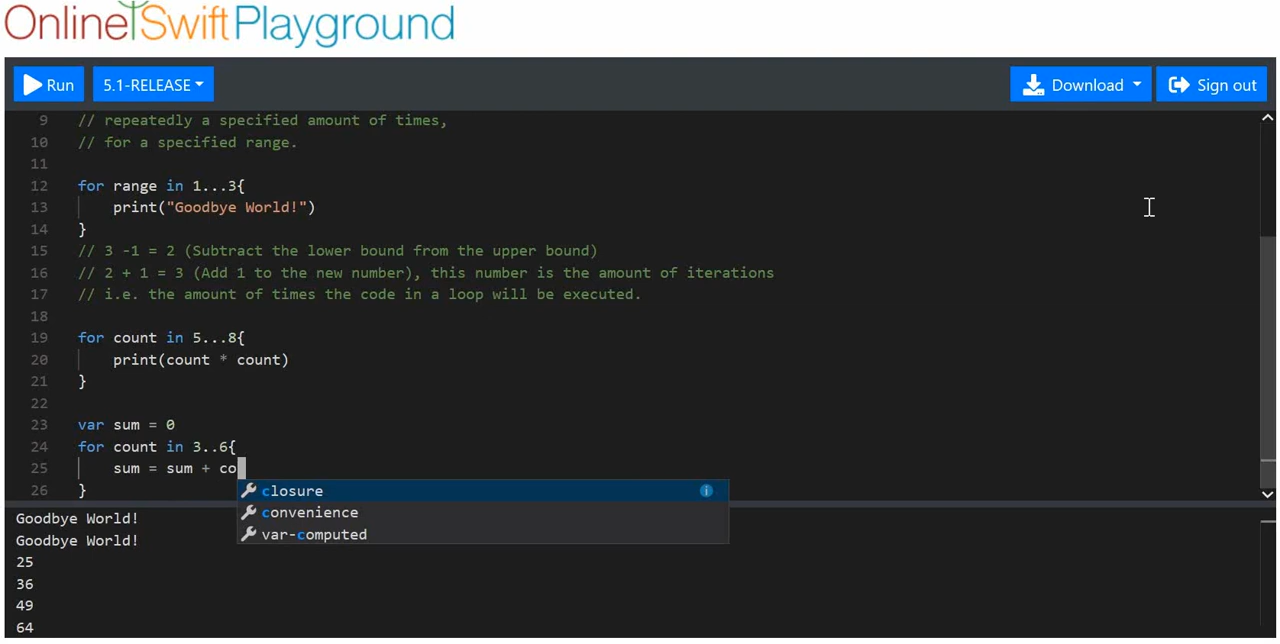 OnlineSwiftPlayground
Run 5.1-RELEASE Download Sign out
9 // repeatedly a specified amount of times,
10 // for a specified range.
11
12 for range in 1...3{
13 print("Goodbye World!")
14 }
15 // 3 -1 = 2 (Subtract the lower bound from the upper bound)
16 // 2 + 1 = 3 (Add 1 to the new number), this number is the amount of iterations
17 // i.e. the amount of times the code in a loop will be executed.
18
19 for count in 5...8{
20 print(count * count)
21 }
22
23 var sum = 0
24 for count in 3..6{
25 sum = sum + co
26 }
closure
convenience
var-computed
Goodbye World!
Goodbye World!
25
36
49
64